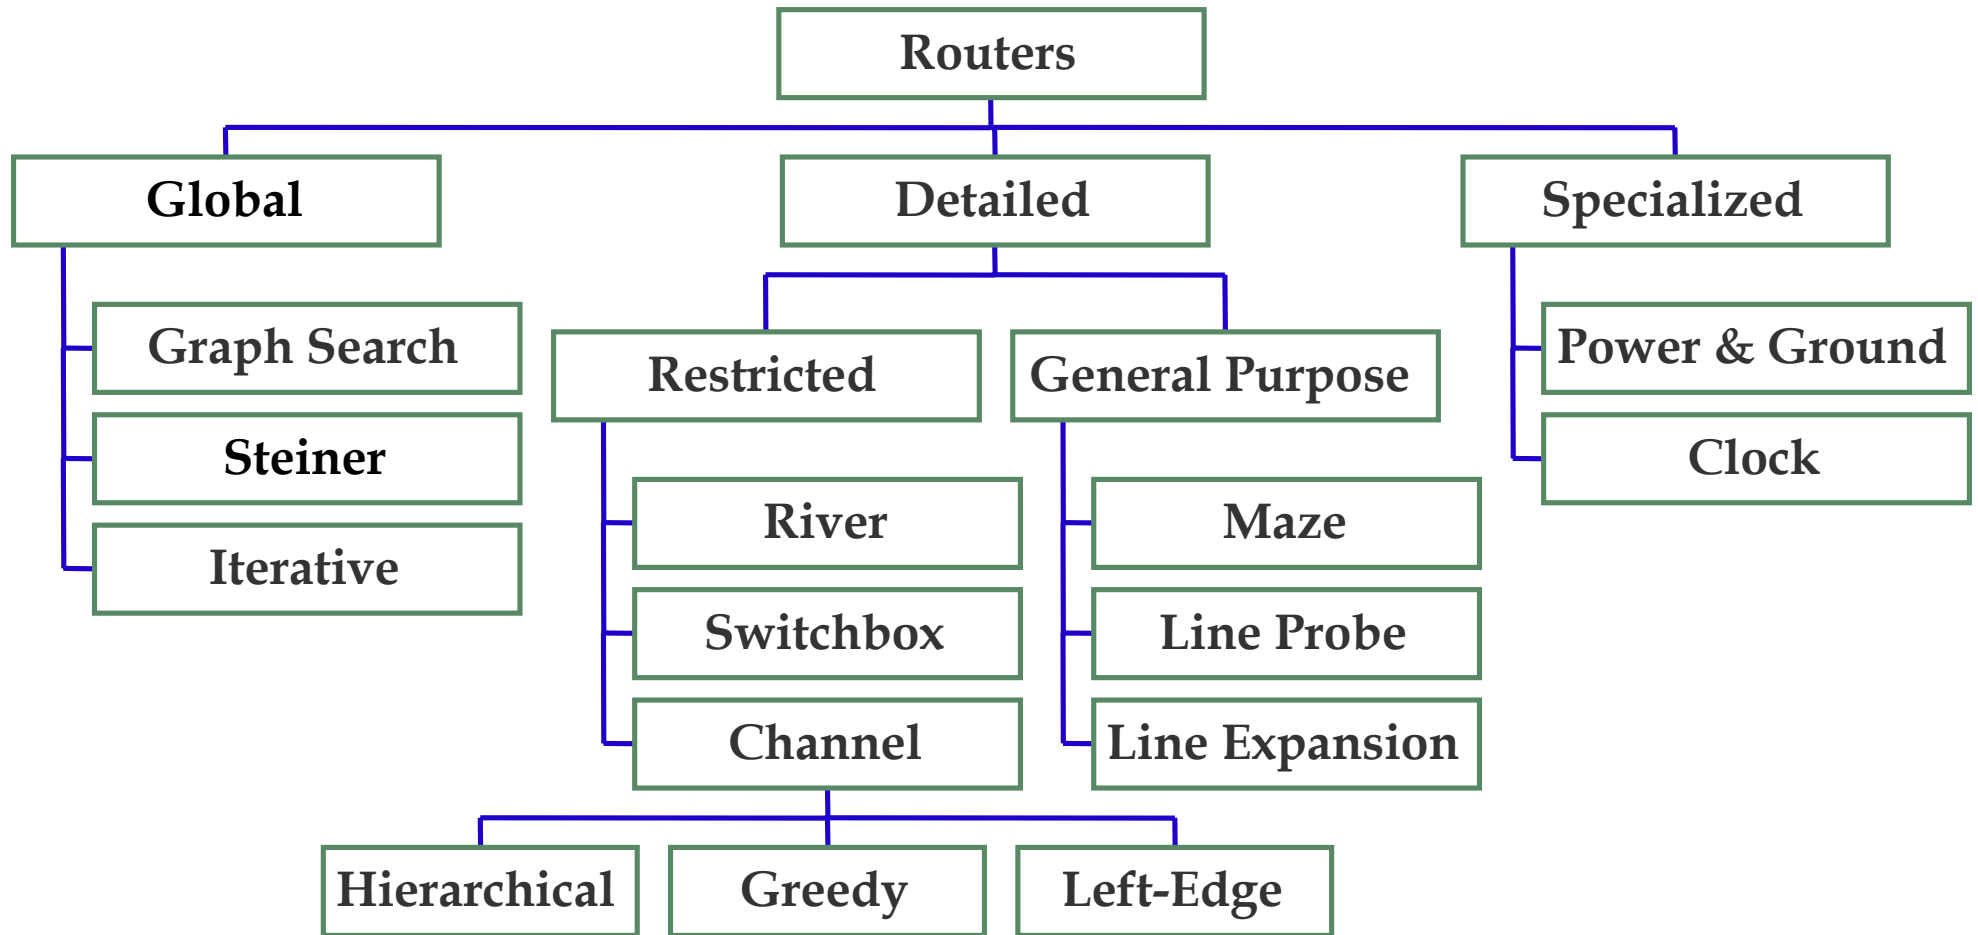 Routers
Global
Detailed
Specialized
Graph Search
Steiner
Iterative
Restricted
General Purpose
Power & Ground
Clock
River
Switchbox
Channel
Maze
Line Probe
Line Expansion
Hierarchical
Greedy
Left-Edge